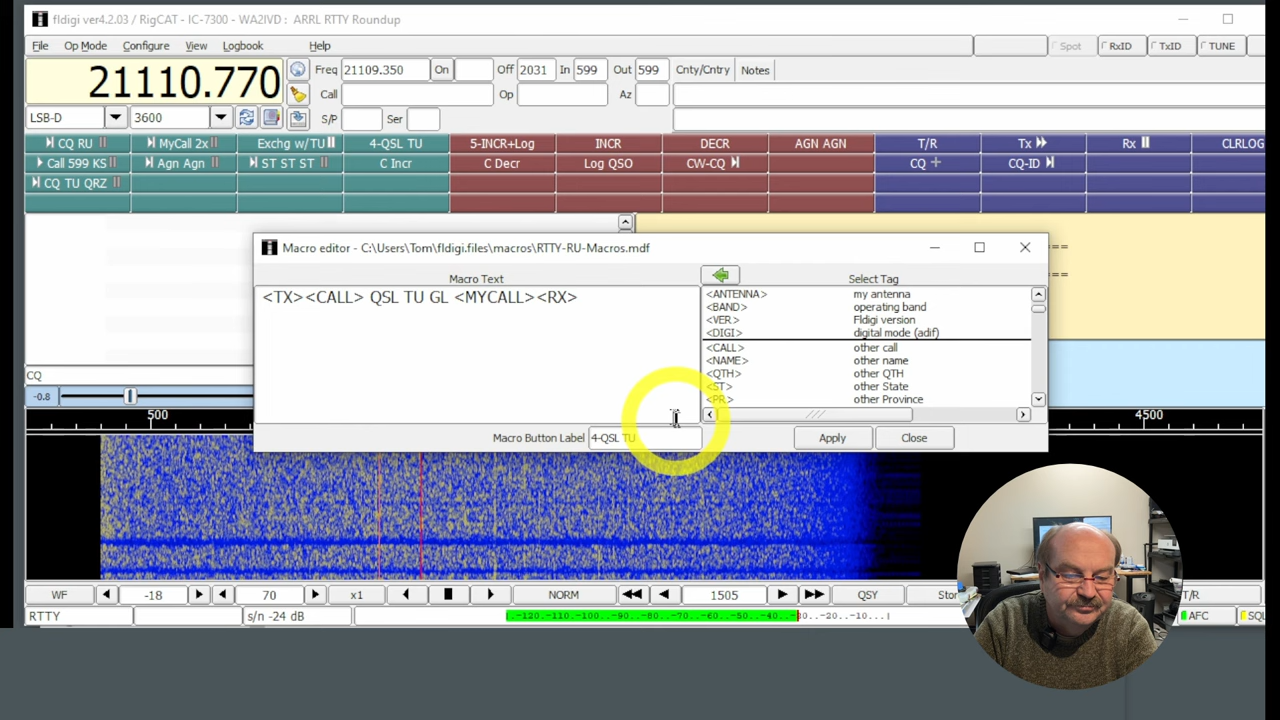 fldigi ver4.2.03 / RigCAT - IC-7300 - WA2IVD : ARRL RTTY Roundup
File Op Mode Configure View Logbook Help Spot RxID TxID TUNE
21110.770 Freq 21109.350 On Off 2031 In 599 Out 599 Cnty/Cntry Notes
Call Op Az
LSB-D 3600 S/P Ser
CQ RU MyCall 2x Exchg w/TU 4-QSL TU 5-INCR+Log INCR DECR AGN AGN T/R Tx Rx CLRLOG
Call 599 KS Agn Agn ST ST ST C Incr C Decr Log QSO CW-CQ CQ + CQ-ID
CQ TU QRZ
Macro editor - C:\Users\Tom\fldigi.files\macros\RTTY-RU-Macros.mdf
Macro Text Select Tag
<TX><CALL> QSL TU GL <MYCALL><RX>
<ANTENNA> my antenna
<BAND> operating band
<VER> Fldigi version
<DIGI> digital mode (adif)
<CALL> other call
<NAME> other name
<QTH> other QTH
<ST> other State
<PR> other Province
Macro Button Label 4-QSL TU Apply Close
CQ
-0.8
500 4500
WF -18 70 x1 NORM 1505 QSY T/R
RTTY s/n -24 dB AFC